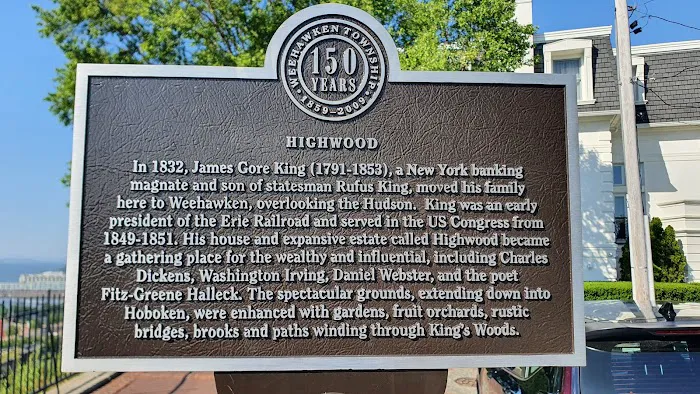 WEEHAWKEN TOWNSHIP
150
YEARS
1859-2009
HIGHWOOD
In 1832, James Gore King (1791-1853), a New York banking
magnate and son of statesman Rufus King, moved his family
here to Weehawken, overlooking the Hudson. King was an early
president of the Erie Railroad and served in the US Congress from
1849-1851. His house and expansive estate called Highwood became
a gathering place for the wealthy and influential, including Charles
Dickens, Washington Irving, Daniel Webster, and the poet
Fitz-Greene Halleck. The spectacular grounds, extending down into
Hoboken, were enhanced with gardens, fruit orchards, rustic
bridges, brooks and paths winding through King's Woods.